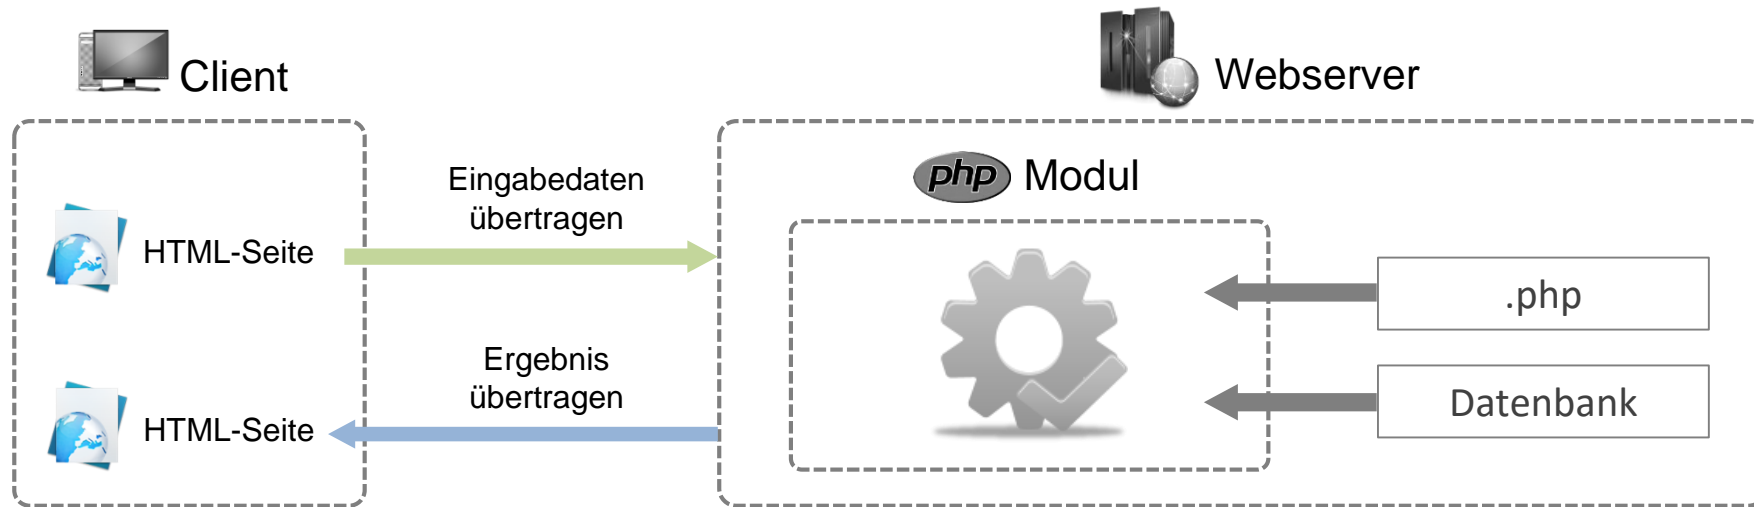 Client
Webserver
Eingabedaten
übertragen
php Modul
HTML-Seite
.php
Ergebnis
übertragen
Datenbank
HTML-Seite